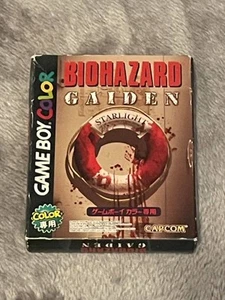 GAME BOY COLOR
BIOHAZARD
GAIDEN
STARLIGHT
ゲームボーイカラー専用
COLOR
専用
CAPCOM
GAIDEN